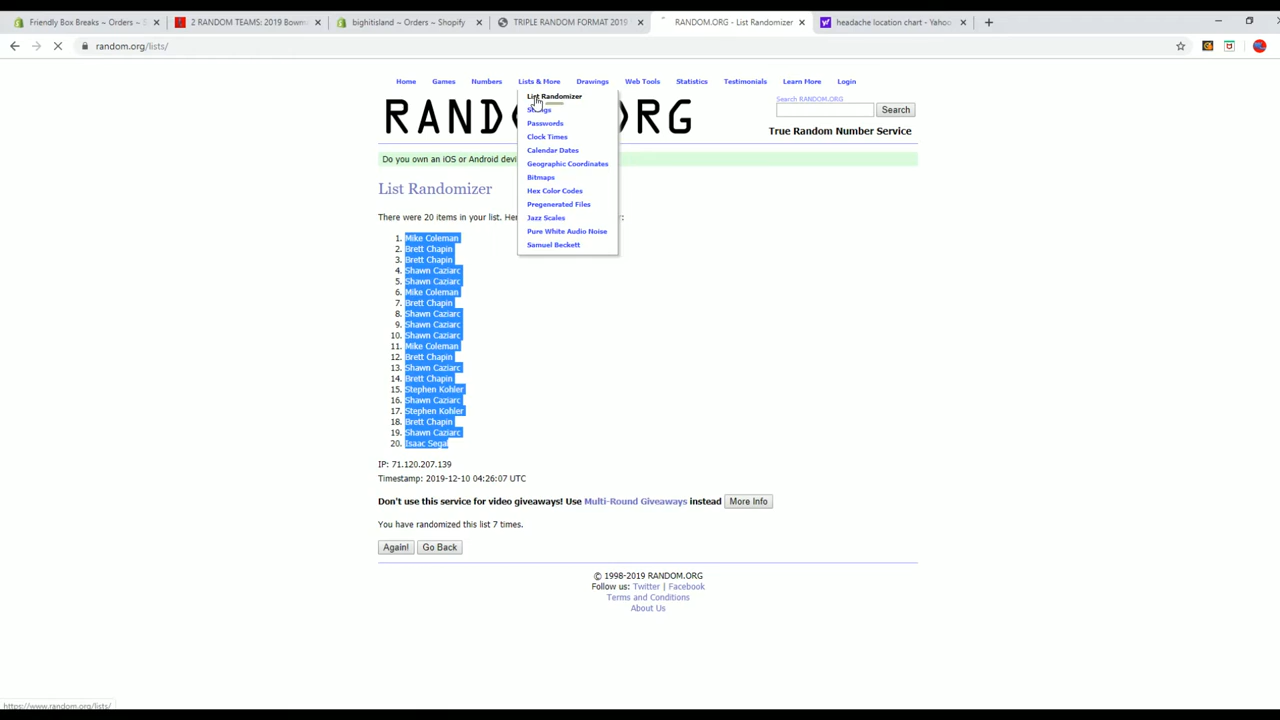 Friendly Box Breaks ~ Orders ~ S
2 RANDOM TEAMS: 2019 Bowm
bighitisland ~ Orders ~ Shopify
TRIPLE RANDOM FORMAT 2019
RANDOM.ORG - List Randomizer
headache location chart - Yahoo
random.org/lists/
Home
Games
Numbers
Lists & More
Drawings
Web Tools
Statistics
Testimonials
Learn More
Login
List Randomizer
Strings
Passwords
Clock Times
Calendar Dates
Geographic Coordinates
Bitmaps
Hex Color Codes
Pregenerated Files
Jazz Scales
Pure White Audio Noise
Samuel Beckett
Search RANDOM.ORG
Search
True Random Number Service
Do you own an iOS or Android devi
List Randomizer
There were 20 items in your list. Her
1. Mike Coleman
2. Brett Chapin
3. Brett Chapin
4. Shawn Caziarc
5. Shawn Caziarc
6. Mike Coleman
7. Brett Chapin
8. Shawn Caziarc
9. Shawn Caziarc
10. Shawn Caziarc
11. Mike Coleman
12. Brett Chapin
13. Shawn Caziarc
14. Brett Chapin
15. Stephen Kohler
16. Shawn Caziarc
17. Stephen Kohler
18. Brett Chapin
19. Shawn Caziarc
20. Isaac Segal
IP: 71.120.207.139
Timestamp: 2019-12-10 04:26:07 UTC
Don't use this service for video giveaways! Use Multi-Round Giveaways instead More Info
You have randomized this list 7 times.
Again! Go Back
© 1998-2019 RANDOM.ORG
Follow us: Twitter | Facebook
Terms and Conditions
About Us
https://www.random.org/lists/